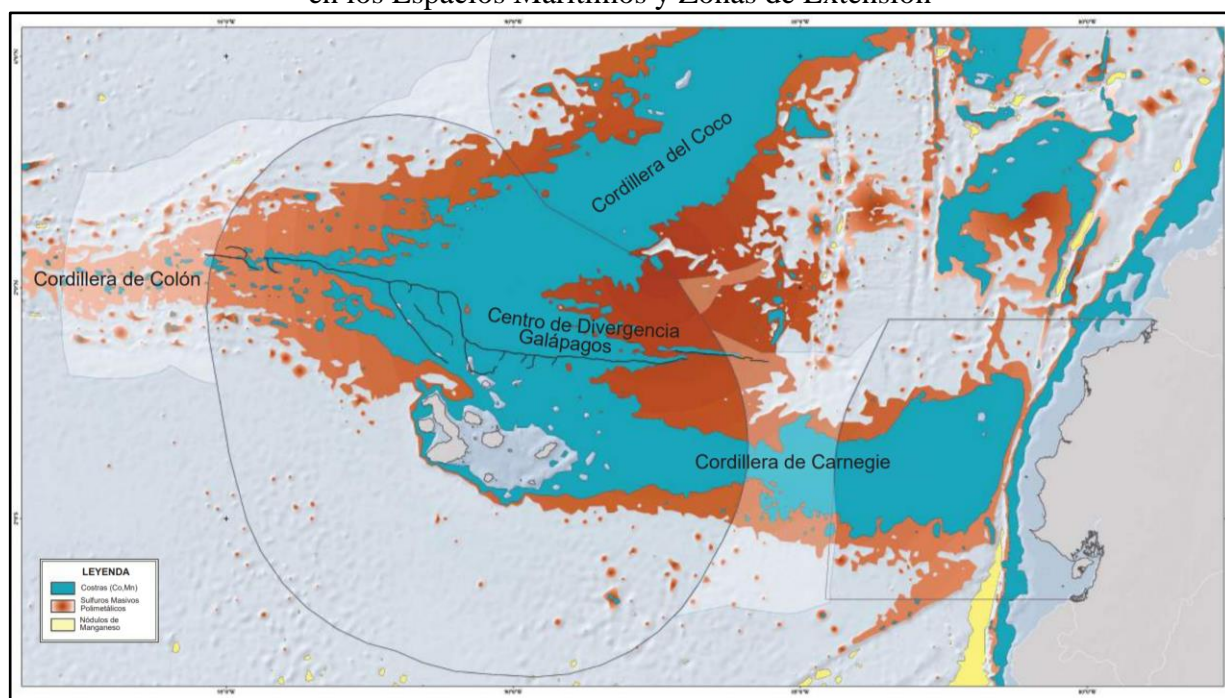 en los Espacios Marítimos y Zonas de Extensión
Cordillera del Coco
Cordillera de Colón
Centro de Divergencia
Galápagos
Cordillera de Carnegie
LEYENDA
Costras (Co,Mn)
Sulfuros Masivos
Polimetálicos
Nódulos de
Manganeso